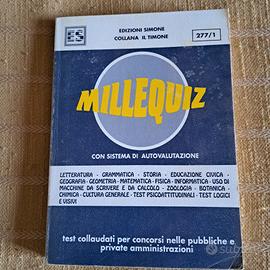 ES
EDIZIONI SIMONE
COLLANA IL TIMONE
277/1
MILLEQUIZ
CON SISTEMA DI AUTOVALUTAZIONE
LETTERATURA - GRAMMATICA - STORIA - EDUCAZIONE CIVICA -
GEOGRAFIA - GEOMETRIA - MATEMATICA - FISICA - INFORMATICA - USO DI
MACCHINE DA SCRIVERE E DA CALCOLO - ZOOLOGIA - BOTANICA -
CHIMICA - CULTURA GENERALE - TEST PSICOATTITUDINALI - TEST LOGICI
E VISIVI
test collaudati per concorsi nelle pubbliche e
private amministrazioni
subito